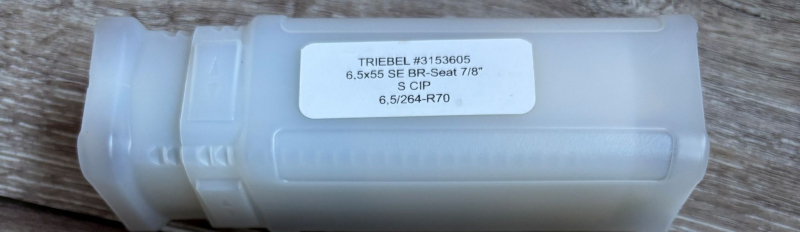 TRIEBEL #3153605
6,5x55 SE BR-Seat 7/8"
S CIP
6,5/264-R70